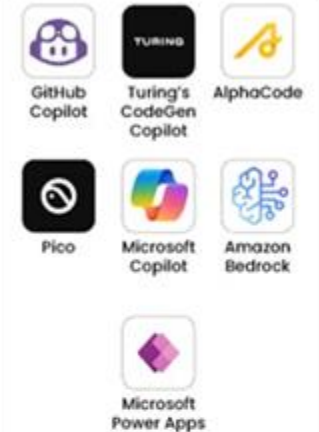 TURING
GitHub
Copilot
Turing's
CodeGen
Copilot
AlphaCode
Pico
Microsoft
Copilot
Amazon
Bedrock
Microsoft
Power Apps